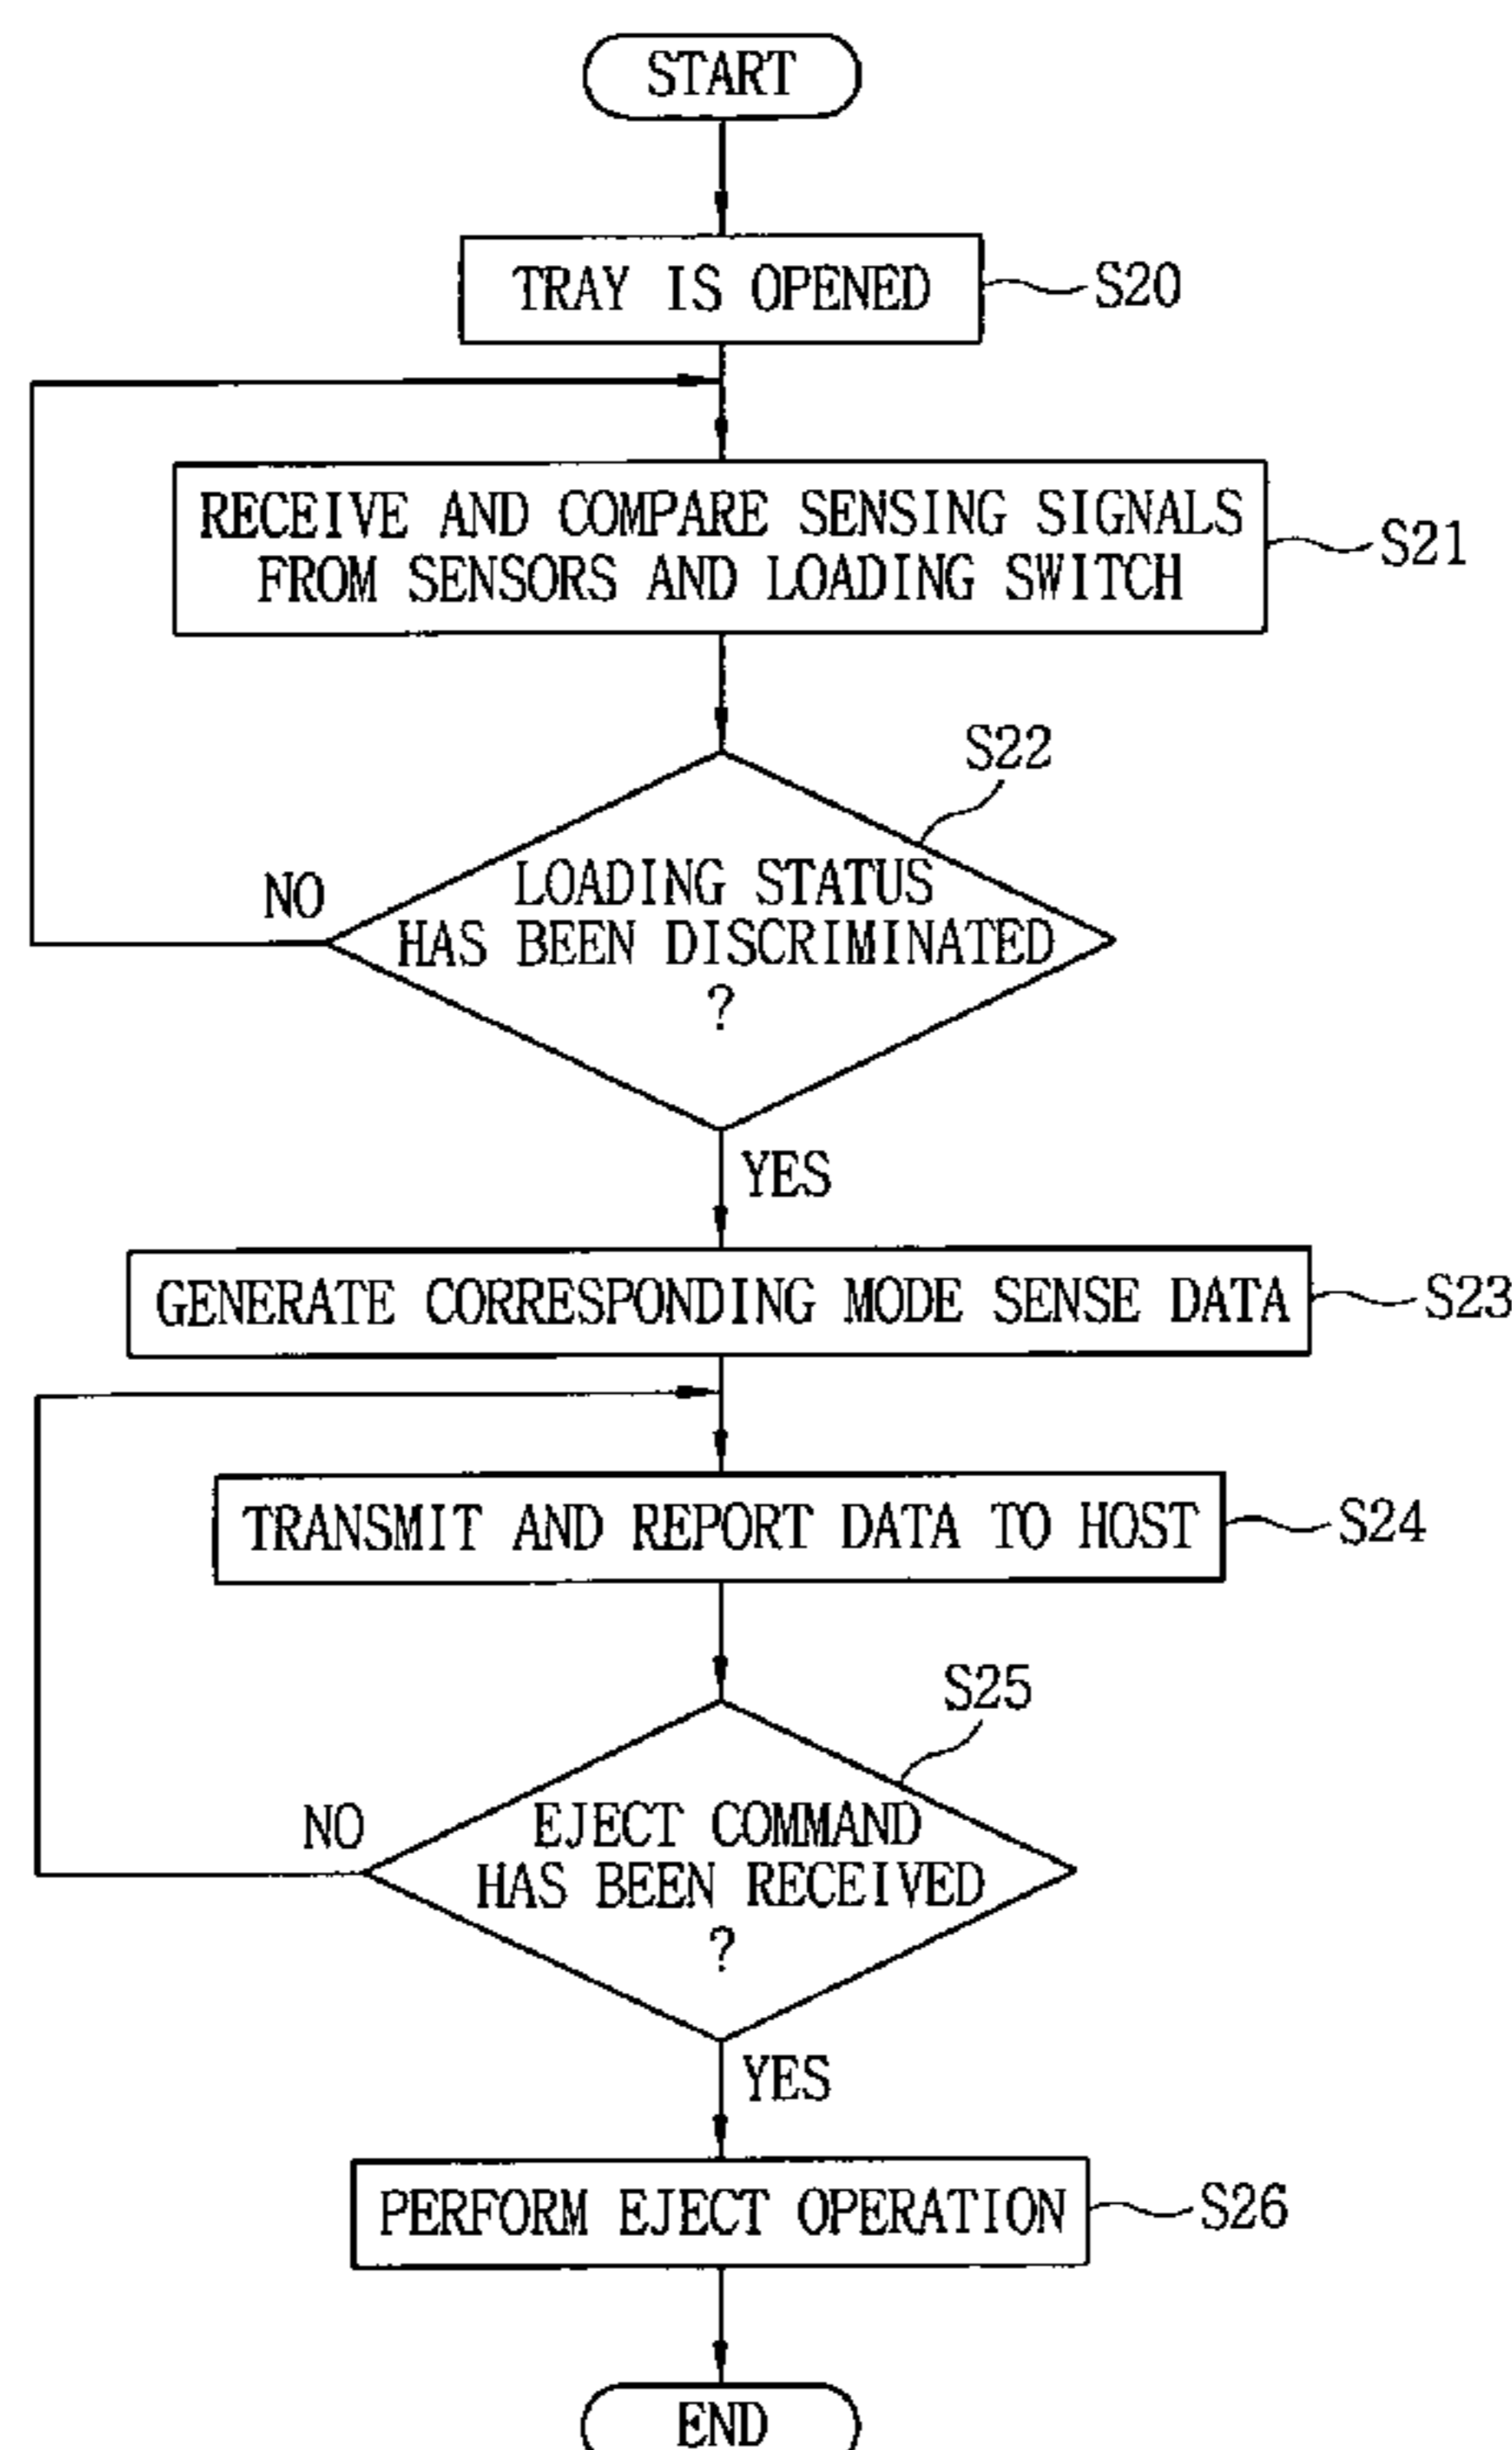 START
TRAY IS OPENED
S20
RECEIVE AND COMPARE SENSING SIGNALS
FROM SENSORS AND LOADING SWITCH
S21
S22
LOADING STATUS
HAS BEEN DISCRIMINATED
?
NO
YES
GENERATE CORRESPONDING MODE SENSE DATA
S23
TRANSMIT AND REPORT DATA TO HOST
S24
S25
EJECT COMMAND
HAS BEEN RECEIVED
?
NO
YES
PERFORM EJECT OPERATION
S26
END